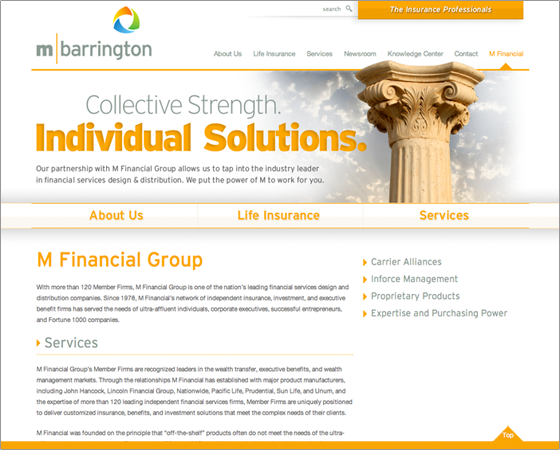 search
The Insurance Professionals
m|barrington
About Us Life Insurance Services Newsroom Knowledge Center Contact M Financial
Collective Strength.
Individual Solutions.
Our partnership with M Financial Group allows us to tap into the industry leader
in financial services design & distribution. We put the power of M to work for you.
About Us Life Insurance Services
M Financial Group
With more than 120 Member Firms, M Financial Group is one of the nation's leading financial services design and
distribution companies. Since 1978, M Financial's network of independent insurance, investment, and executive
benefit firms has served the needs of ultra-affluent individuals, corporate executives, successful entrepreneurs,
and Fortune 1000 companies.
Services
M Financial Group's Member Firms are recognized leaders in the wealth transfer, executive benefits, and wealth
management markets. Through the relationships M Financial has established with major product manufacturers,
including John Hancock, Lincoln Financial Group, Nationwide, Pacific Life, Prudential, Sun Life, and Unum, and
the expertise of more than 120 leading independent financial services firms, Member Firms are uniquely positioned
to deliver customized insurance, benefits, and investment solutions that meet the complex needs of their clients.
M Financial was founded on the principle that "off-the-shelf" products often do not meet the needs of the ultra-
Carrier Alliances
Inforce Management
Proprietary Products
Expertise and Purchasing Power
Top